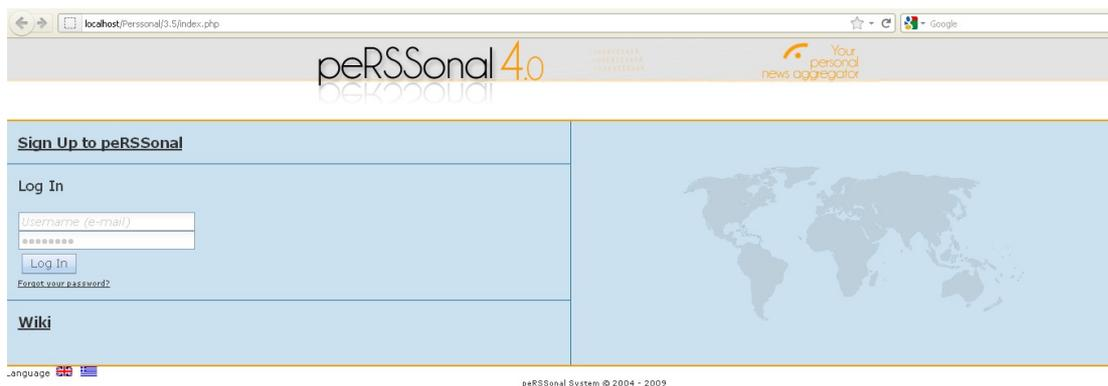 localhost/Perssonal/3.5/index.php
Google
peRSSonal 4.0
Your
personal
news aggregator
Sign Up to peRSSonal
Log In
Username (e-mail)
Log In
Forgot your password?
Wiki
Language
peRSSonal System © 2004 - 2009